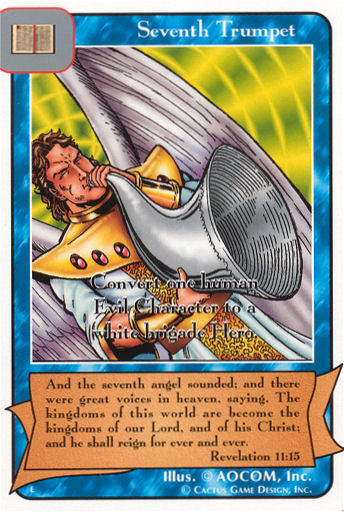 Seventh Trumpet
Convert one human
Evil Character to a
white brigade Hero.
And the seventh angel sounded; and there
were great voices in heaven, saying, The
kingdoms of this world are become the
kingdoms of our Lord, and of his Christ;
and he shall reign for ever and ever.
Revelation 11:15
E
Illus. © AOCOM, Inc.
© Cactus Game Design, Inc.